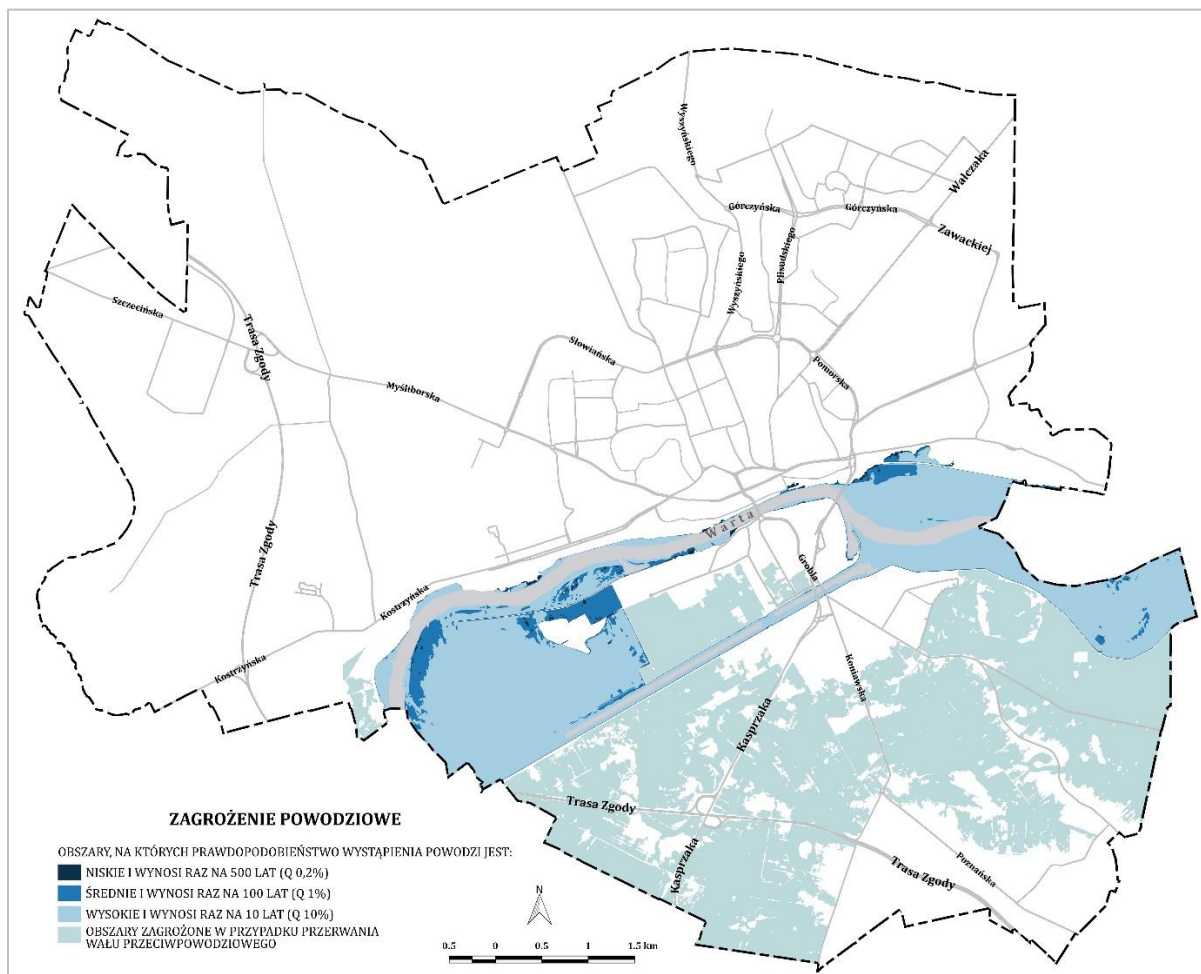 Wyszyńskiego
Walczaka
Górczyńska
Górczyńska
Zawackiej
Piłsudskiego
Wyszyńskiego
Szczecińska
Trasa Zgody
Słowiańska
Pomorska
Myśliborska
Warta
Trasa Zgody
Grobla
Kostrzyńska
Kostrzyńska
Koniawska
Kasprzaka
Trasa Zgody
Kasprzaka
Poznańska
Trasa Zgody
ZAGROŻENIE POWODZIOWE
OBSZARY, NA KTÓRYCH PRAWDOPODOBIEŃSTWO WYSTĄPIENIA POWODZI JEST:
NISKIE I WYNOSI RAZ NA 500 LAT (Q 0,2%)
ŚREDNIE I WYNOSI RAZ NA 100 LAT (Q 1%)
WYSOKIE I WYNOSI RAZ NA 10 LAT (Q 10%)
OBSZARY ZAGROŻONE W PRZYPADKU PRZERWANIA
WAŁU PRZECIWPOWODZIOWEGO
N
0.5 0 0.5 1 1.5 km